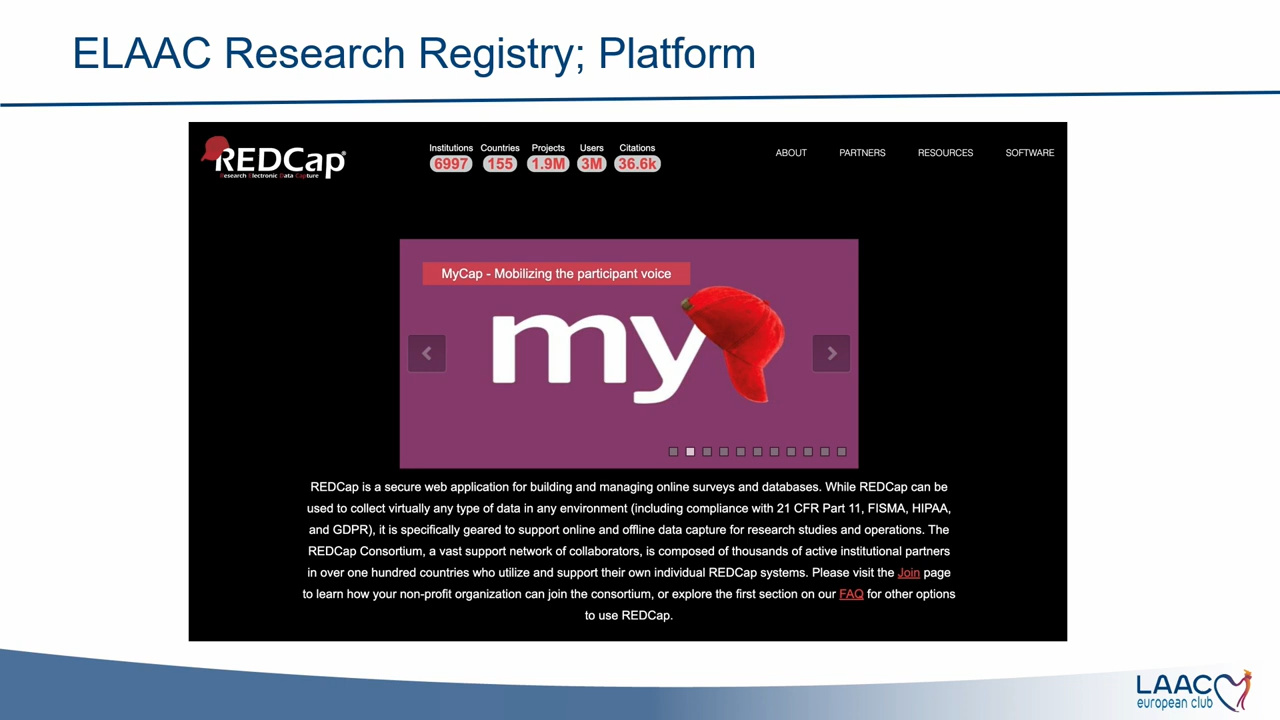 ELAAC Research Registry; Platform
REDCap®
Research Electronic Data Capture
Institutions Countries Projects Users Citations
6997 155 1.9M 3M 36.6k
ABOUT PARTNERS RESOURCES SOFTWARE
MyCap - Mobilizing the participant voice
my
REDCap is a secure web application for building and managing online surveys and databases. While REDCap can be
used to collect virtually any type of data in any environment (including compliance with 21 CFR Part 11, FISMA, HIPAA,
and GDPR), it is specifically geared to support online and offline data capture for research studies and operations. The
REDCap Consortium, a vast support network of collaborators, is composed of thousands of active institutional partners
in over one hundred countries who utilize and support their own individual REDCap systems. Please visit the Join page
to learn how your non-profit organization can join the consortium, or explore the first section on our FAQ for other options
to use REDCap.
LAAC
european club